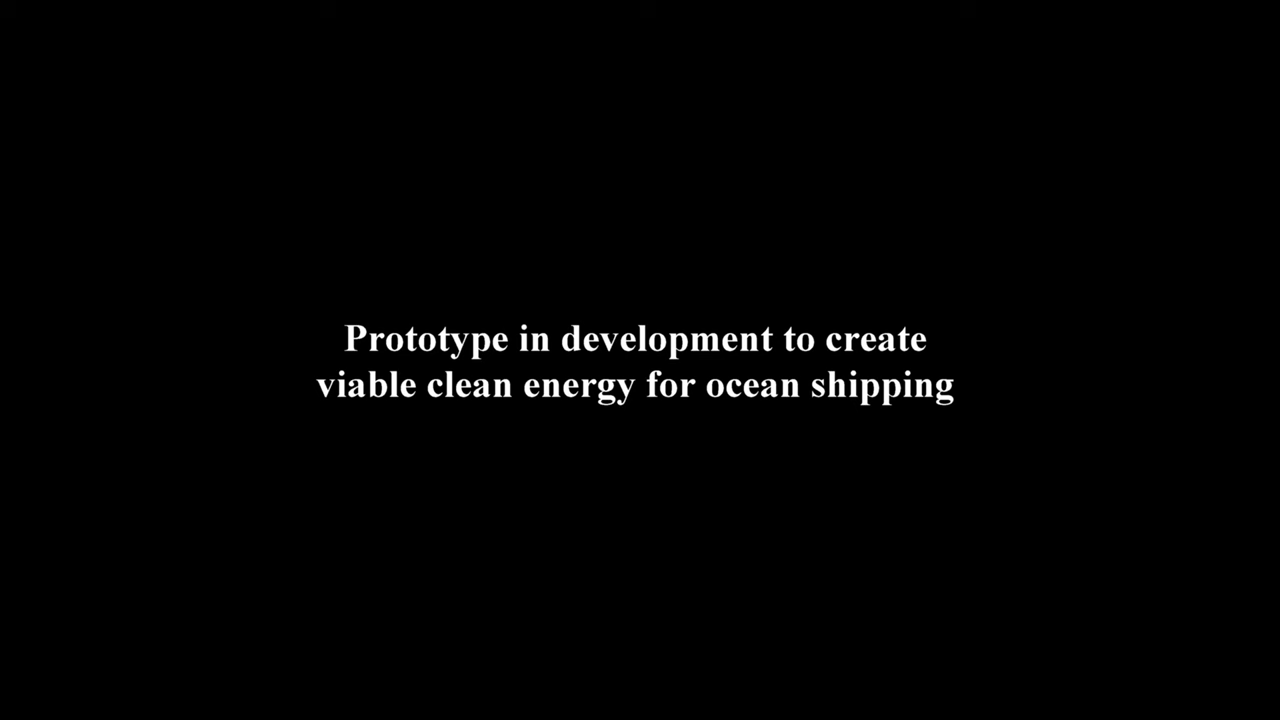 Prototype in development to create
viable clean energy for ocean shipping